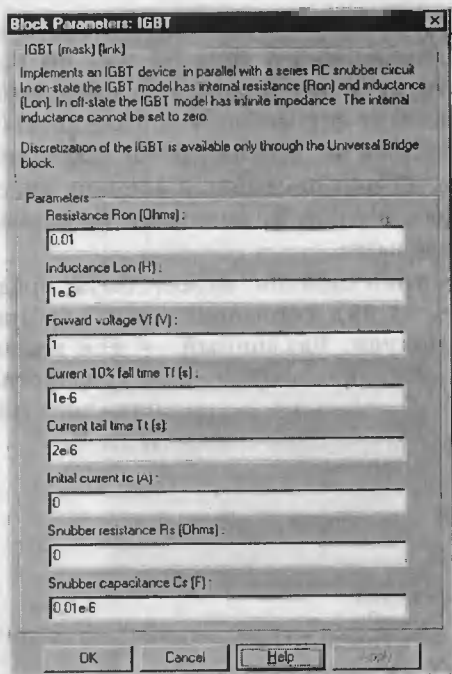 Block Parameters: IGBT
IGBT (mask) (link)
Implements an IGBT device in parallel with a series RC snubber circuit
In on-state the IGBT model has internal resistance (Ron) and inductance
(Lon). In off-state the IGBT model has infinite impedance The internal
inductance cannot be set to zero.
Discretization of the IGBT is available only through the Universal Bridge
block.
Parameters
Resistance Ron (Ohms) :
0.01
Inductance Lon (H) :
1e-6
Forward voltage Vf (V) :
1
Current 10% fall time Tf (s) :
1e-6
Current tail time Tt (s):
2e-6
Initial current Ic (A) :
0
Snubber resistance Rs (Ohms) :
0
Snubber capacitance Cs (F) :
0.01e-6
OK
Cancel
Help
Apply